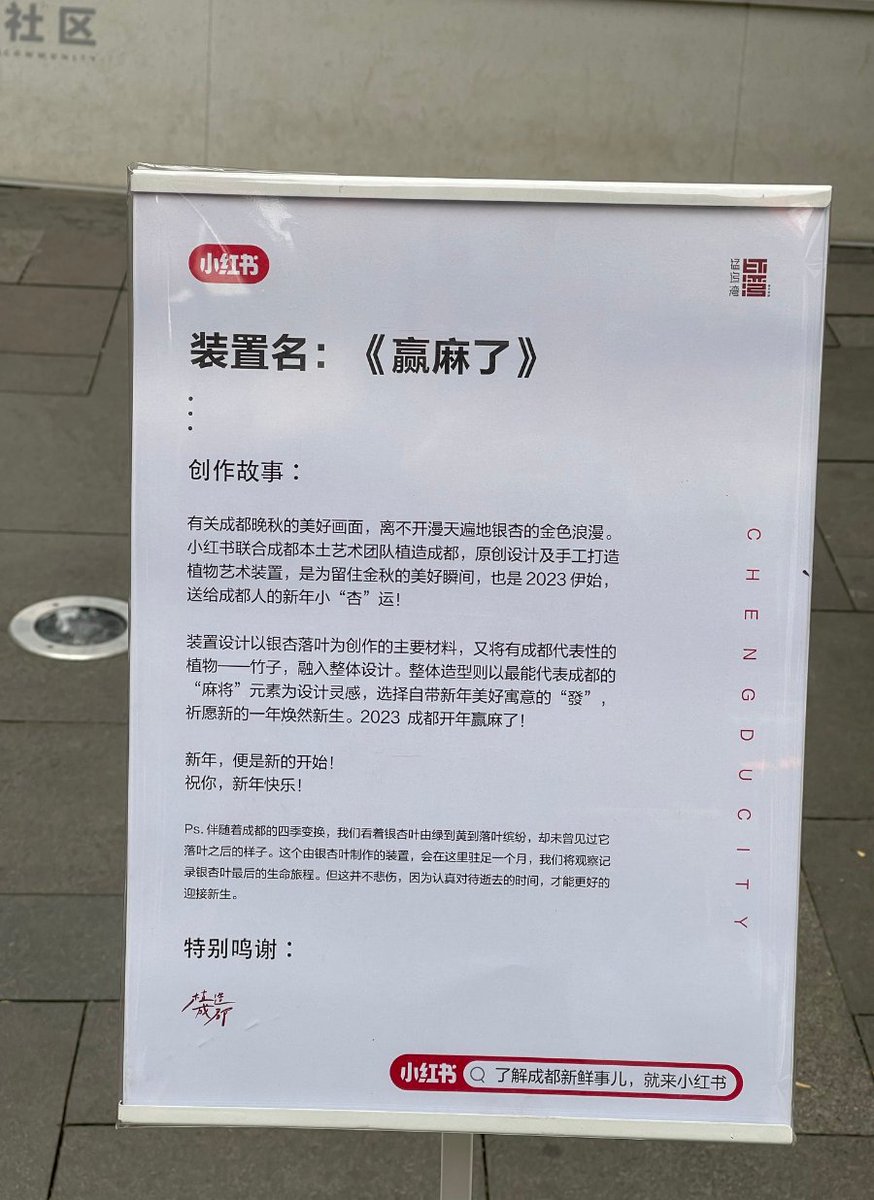 社区
COMMUNITY
小红书
装置名：《赢麻了》
创作故事：
有关成都晚秋的美好画面，离不开漫天遍地银杏的金色浪漫。
小红书联合成都本土艺术团队植造成都，原创设计及手工打造
植物艺术装置，是为留住金秋的美好瞬间，也是 2023 伊始，
送给成都人的新年小“杏”运！
装置设计以银杏落叶为创作的主要材料，又将有成都代表性的
植物——竹子，融入整体设计。整体造型则以最能代表成都的
“麻将”元素为设计灵感，选择自带新年美好寓意的“發”，
祈愿新的一年焕然新生。2023 成都开年赢麻了！
新年，便是新的开始！
祝你，新年快乐！
Ps. 伴随着成都的四季变换，我们看着银杏叶由绿到黄到落叶缤纷，却未曾见过它
落叶之后的样子。这个由银杏叶制作的装置，会在这里驻足一个月，我们将观察记
录银杏叶最后的生命旅程。但这并不悲伤，因为认真对待逝去的时间，才能更好的
迎接新生。
特别鸣谢：
植造成都
CHENGDUCITY
小红书 了解成都新鲜事儿，就来小红书